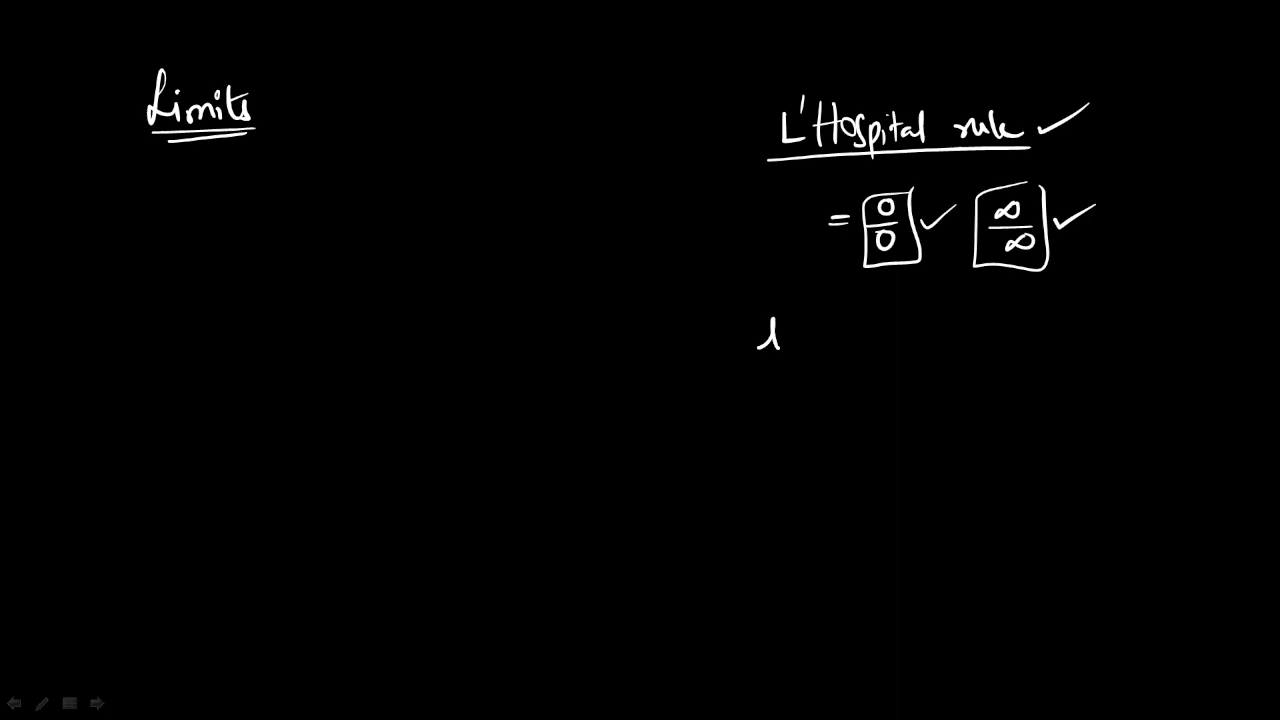 Limits
L'Hospital rule ✓
= 0/0 ✓ ∞/∞ ✓